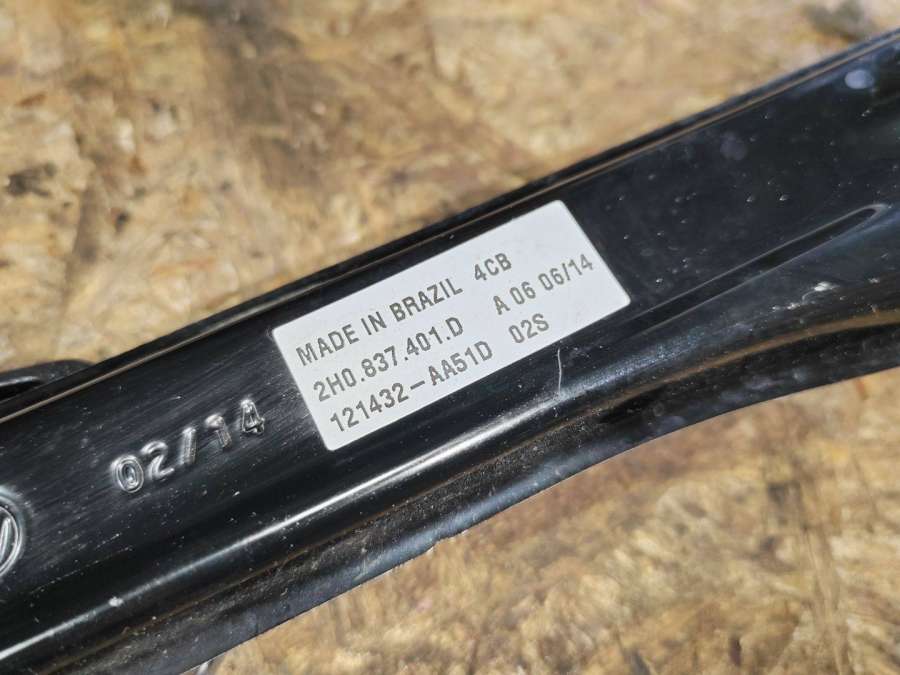 MADE IN BRAZIL 4CB
2H0.837.401.D A 06 06/14
121432-AA51D 02S
02/14